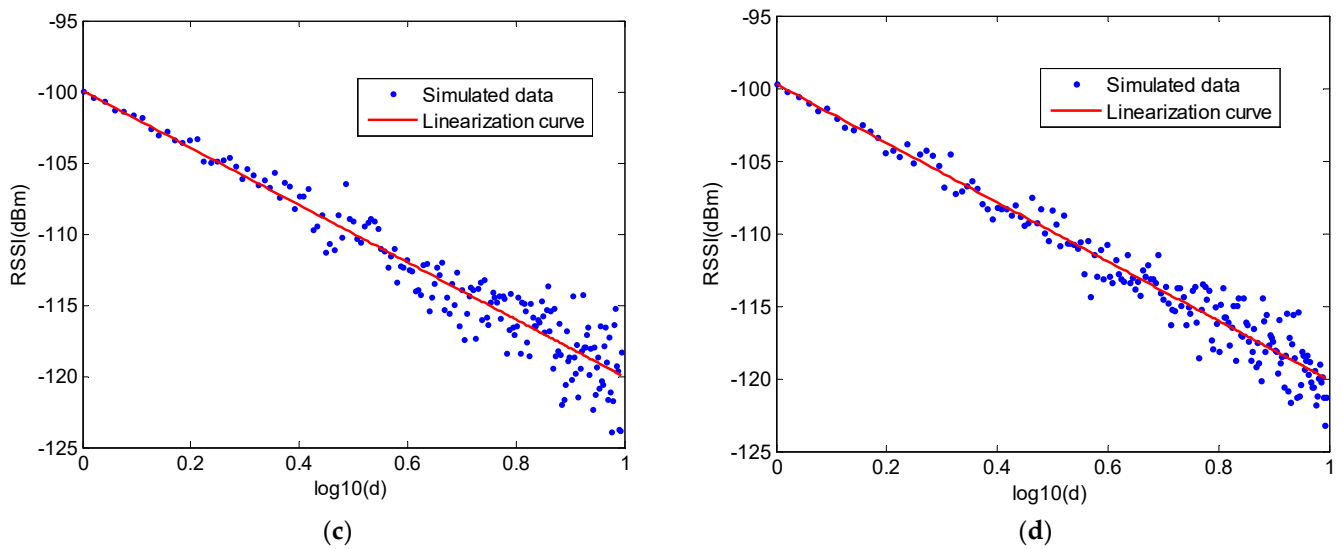 -95
-100
-105
-110
-115
-120
-125
RSSI(dBm)
Simulated data
Linearization curve
0 0.2 0.4 0.6 0.8 1
log10(d)
(c)
-95
-100
-105
-110
-115
-120
-125
RSSI(dBm)
Simulated data
Linearization curve
0 0.2 0.4 0.6 0.8 1
log10(d)
(d)